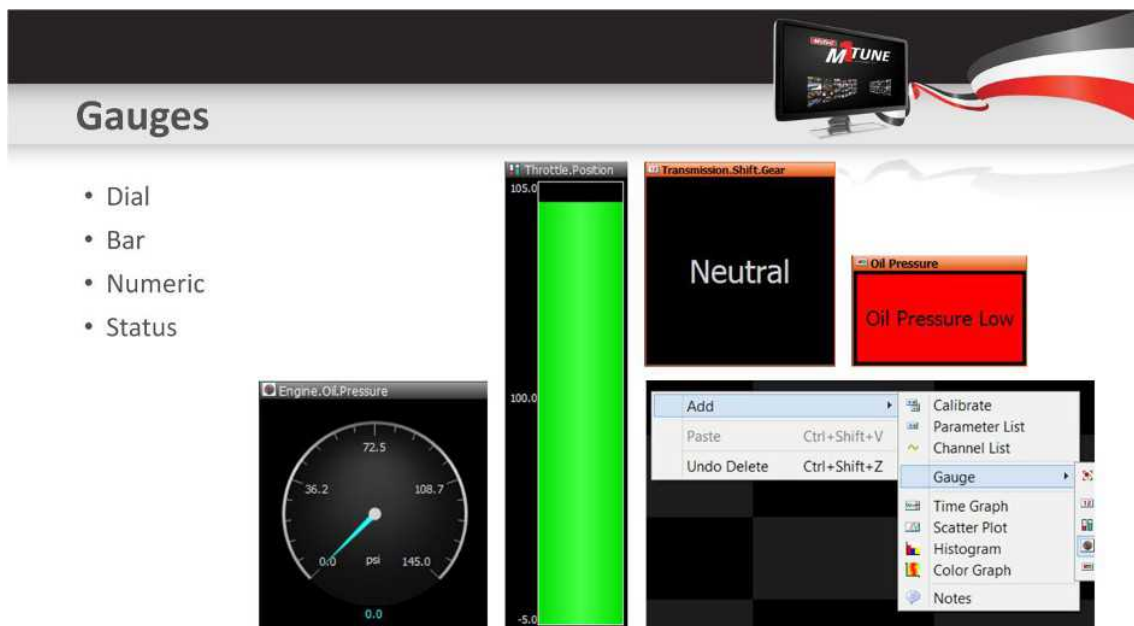 MoTeC
M1 TUNE
Gauges
• Dial
• Bar
• Numeric
• Status
Throttle.Position
105.0
100.0
-5.0
Transmission.Shift.Gear
Neutral
Oil Pressure
Oil Pressure Low
Engine.Oil.Pressure
72.5
36.2
108.7
0.0
psi
145.0
0.0
Add
Paste Ctrl+Shift+V
Undo Delete Ctrl+Shift+Z
Calibrate
Parameter List
Channel List
Gauge
Time Graph
Scatter Plot
Histogram
Color Graph
Notes